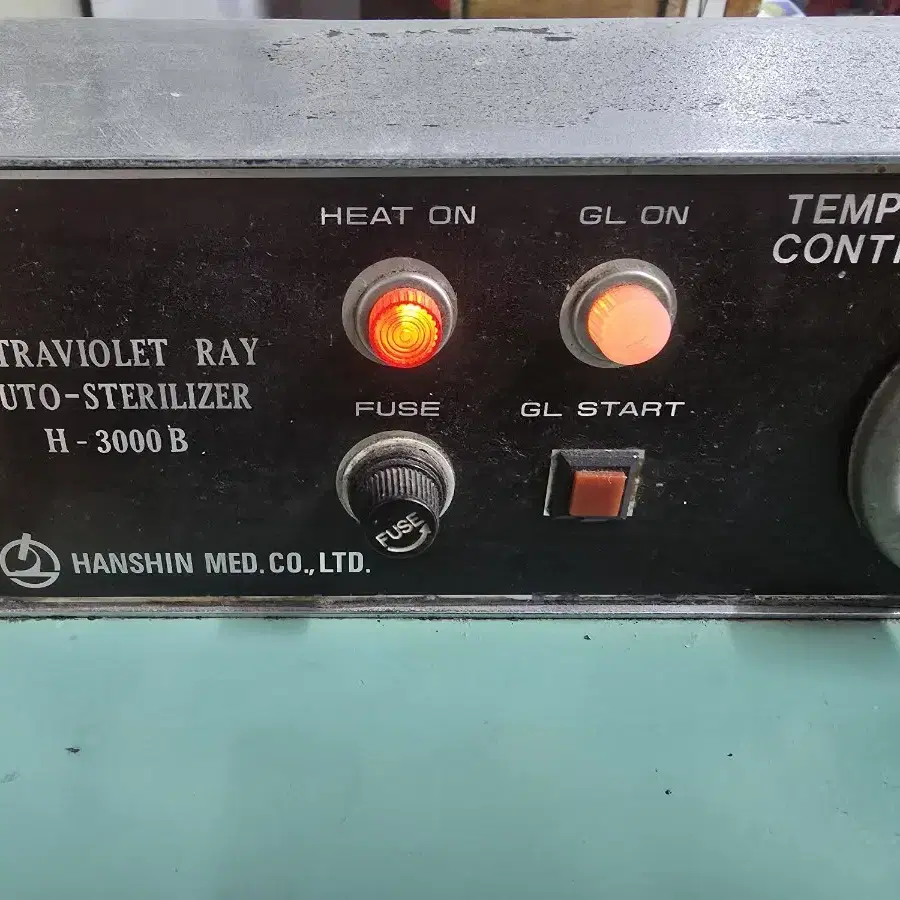 HEAT ON
GL ON
TEMP
CONT
TRAVIOLET RAY
UTO-STERILIZER
H-3000B
FUSE
GL START
FUSE
HANSHIN MED.CO.,LTD.